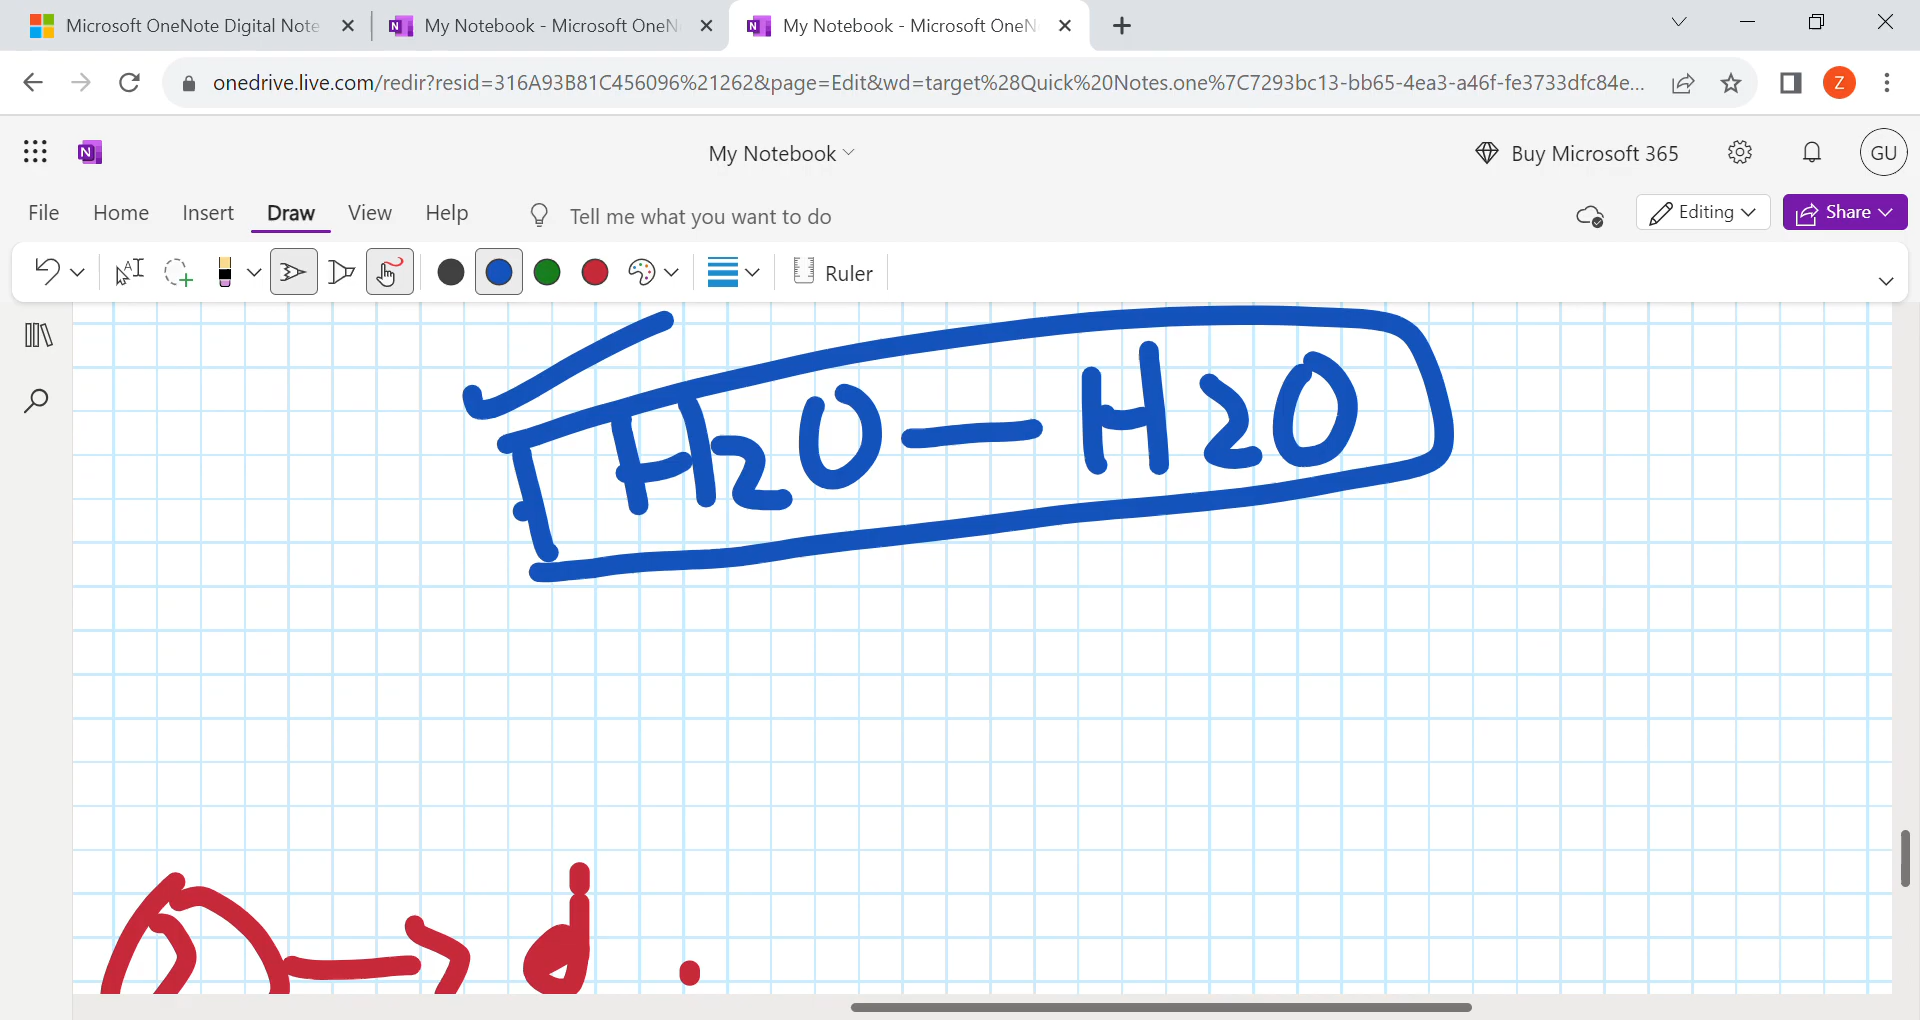 Microsoft OneNote Digital Note
My Notebook - Microsoft OneN
My Notebook - Microsoft OneN
onedrive.live.com/redir?resid=316A93B81C456096%21262&page=Edit&wd=target%28Quick%20Notes.one%7C7293bc13-bb65-4ea3-a46f-fe3733dfc84e...
Z
My Notebook
Buy Microsoft 365
GU
File Home Insert Draw View Help Tell me what you want to do
Editing Share
Ruler
H2O — H2O